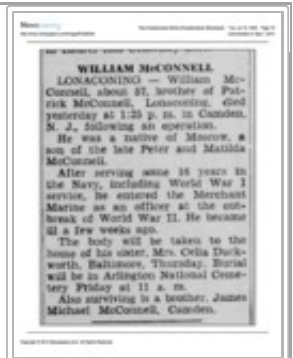 WILLIAM McCONNELL
LONACONING — William Mc-
Connell, about 57, brother of Pat-
rick McConnell, Lonaconing, died
yesterday at 1:25 p. m. in Camden,
N. J., following an operation.
He was a native of Moscow, a
son of the late Peter and Matilda
McConnell.
After serving some 16 years in
the Navy, including World War I
service, he entered the Merchant
Marine as an officer at the out-
break of World War II. He became
ill a few weeks ago.
The body will be taken to the
home of his sister, Mrs. Celia Duck-
worth, Baltimore, Thursday. Burial
will be in Arlington National Ceme-
tery Friday at 11 a. m.
Also surviving is a brother, James
Michael McConnell, Camden.